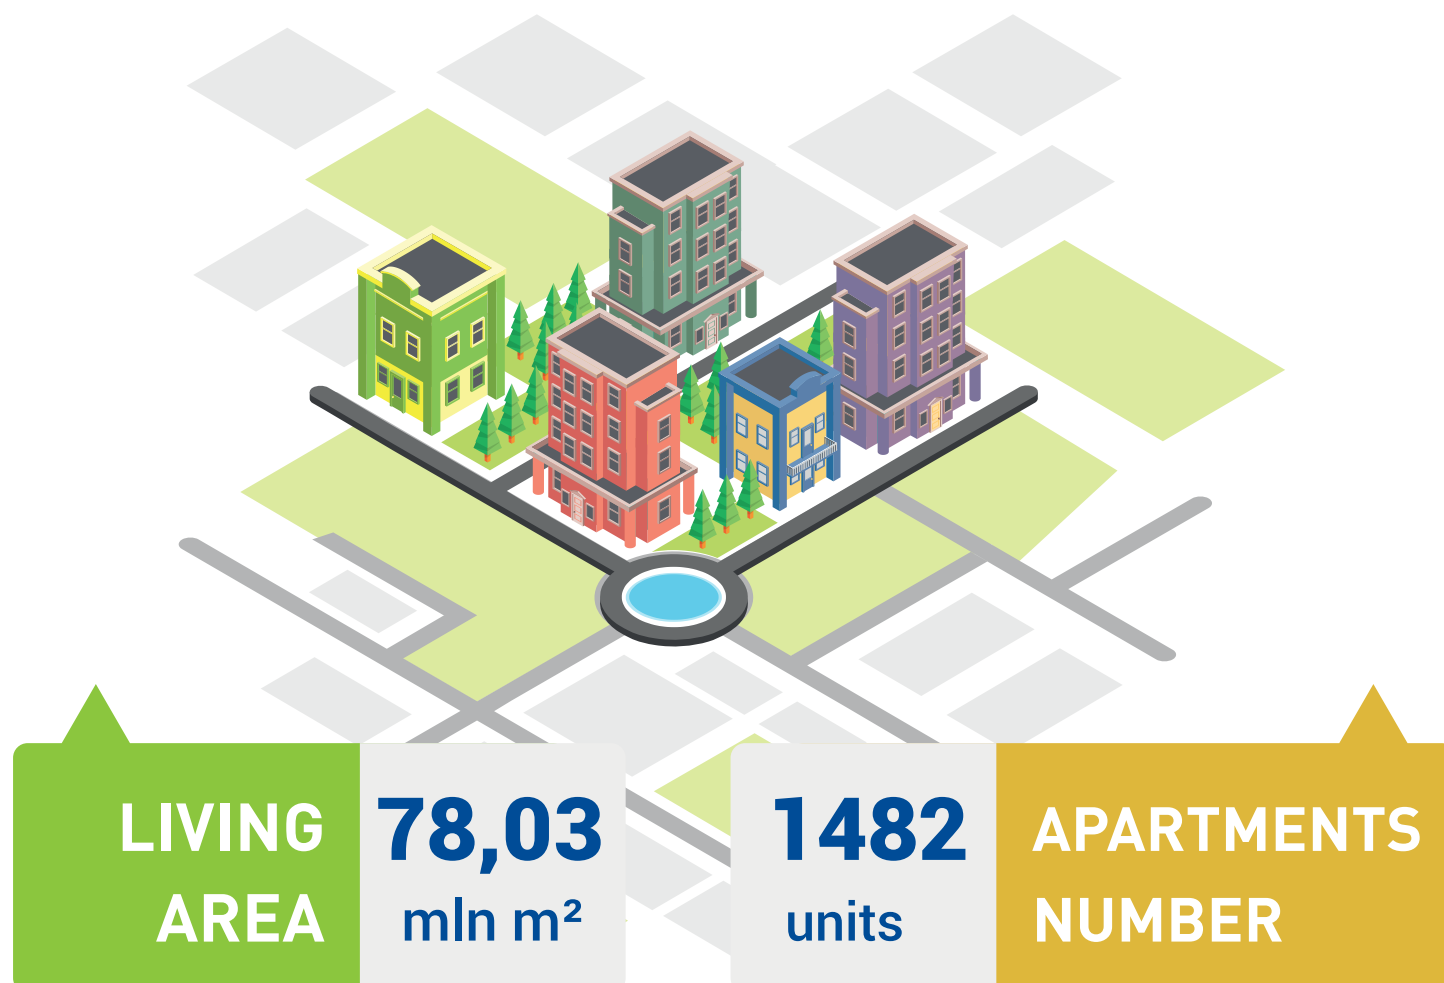 LIVING
AREA
78,03
mln m²
1482
units
APARTMENTS
NUMBER